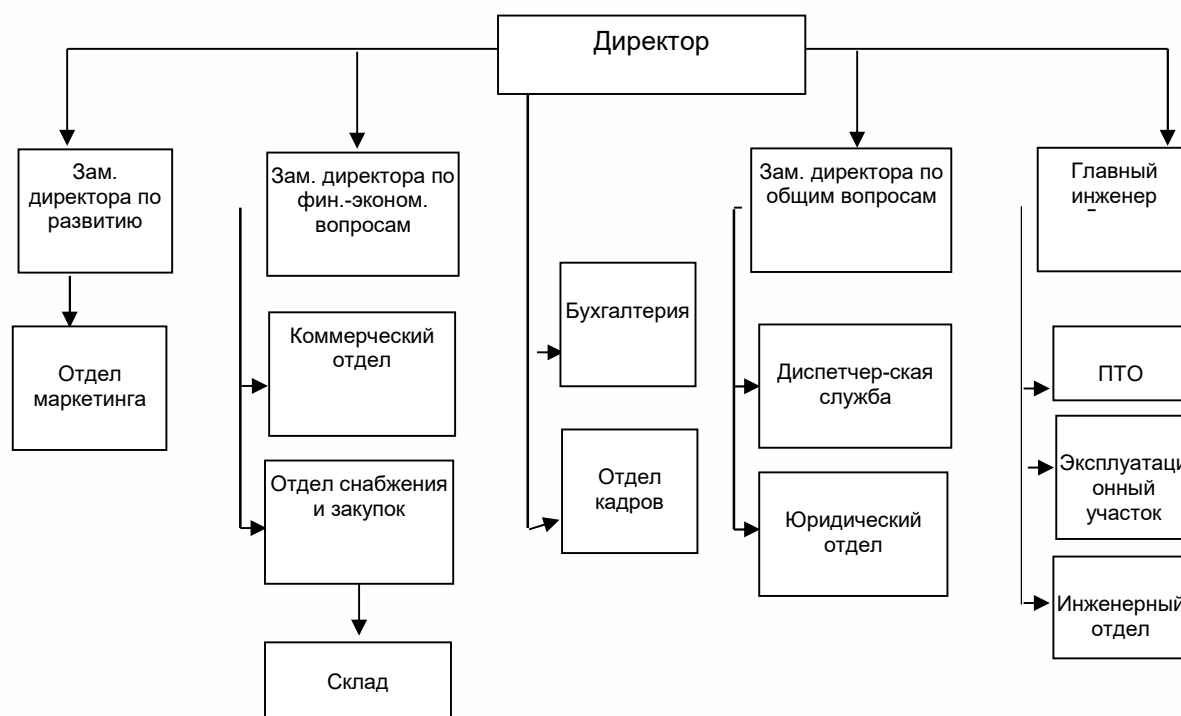 Директор
Зам.
директора по
развитию
Зам. директора по
фин.-эконом.
вопросам
Зам. директора по
общим вопросам
Главный
инженер
Бухгалтерия
Коммерческий
отдел
Диспетчер-ская
служба
Отдел
маркетинга
ПТО
Отдел снабжения
и закупок
Отдел
кадров
Юридический
отдел
Эксплуатаци
онный
участок
Инженерный
отдел
Склад